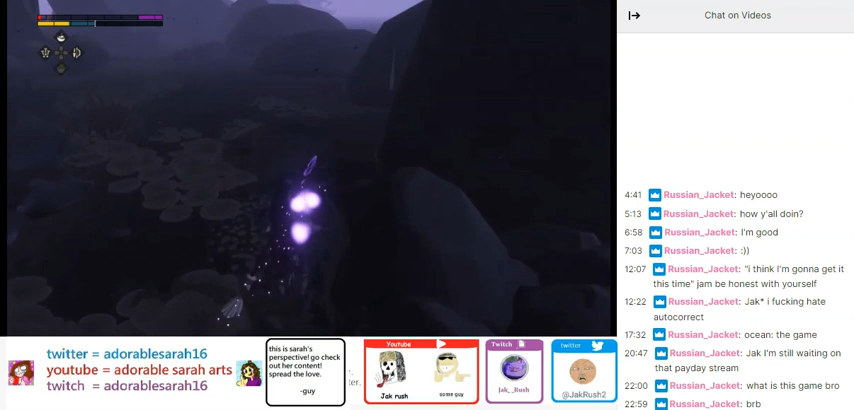 Chat on Videos
4:41 Russian_Jacket: heyoooo
5:13 Russian_Jacket: how y'all doin?
6:58 Russian_Jacket: I'm good
7:03 Russian_Jacket: :))
12:07 Russian_Jacket: "i think I'm gonna get it
this time" jam be honest with yourself
12:22 Russian_Jacket: Jak* i fucking hate
autocorrect
17:32 Russian_Jacket: ocean: the game
20:47 Russian_Jacket: Jak I'm still waiting on
that payday stream
22:00 Russian_Jacket: what is this game bro
22:59 Russian_Jacket: brb
twitter = adorablesarah16
youtube = adorable sarah arts
twitch = adorablesarah16
this is sarah's
perspective! go check
out her content!
spread the love.
-guy
Youtube
Jak rush
some guy
Twitch
Jak_Rush
twitter
@JakRush2